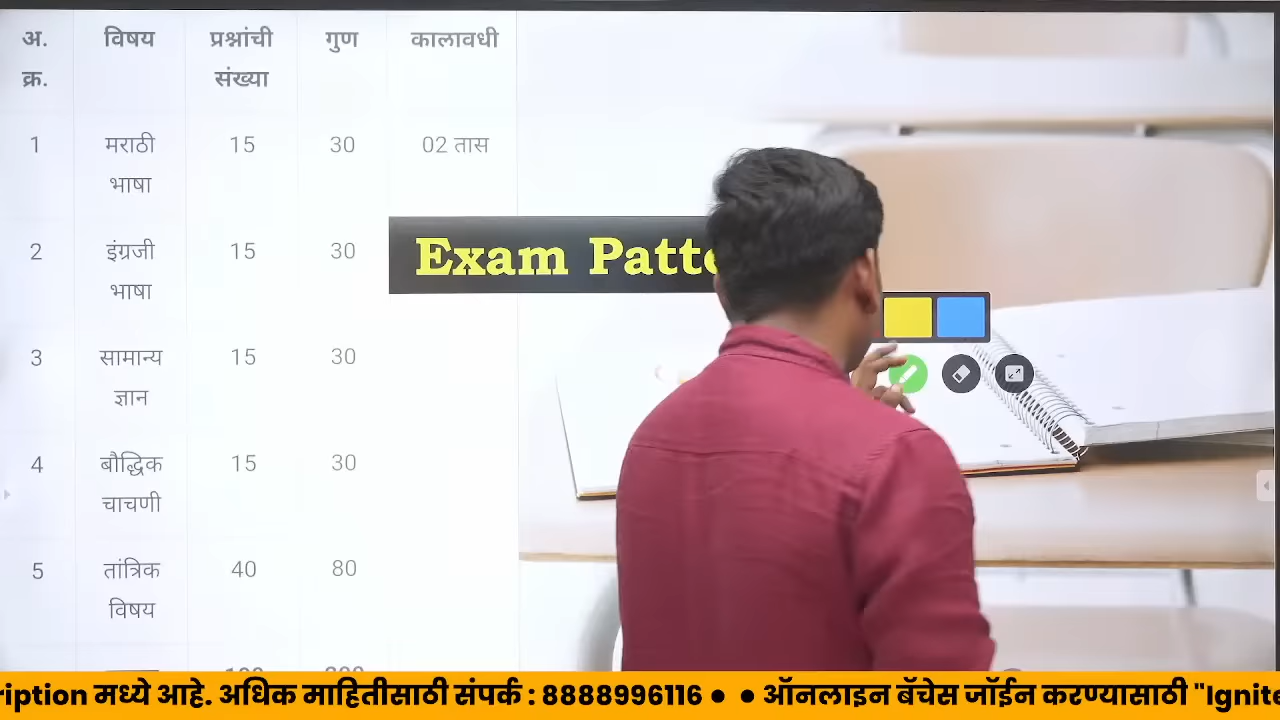 अ. क्र. विषय प्रश्नांची संख्या गुण कालावधी
1 मराठी भाषा 15 30 02 तास
2 इंग्रजी भाषा 15 30
3 सामान्य ज्ञान 15 30
4 बौद्धिक चाचणी 15 30
5 तांत्रिक विषय 40 80
Exam Patte
ription मध्ये आहे. अधिक माहितीसाठी संपर्क : 8888996116 ● ● ऑनलाइन बॅचेस जॉईन करण्यासाठी "Ignite